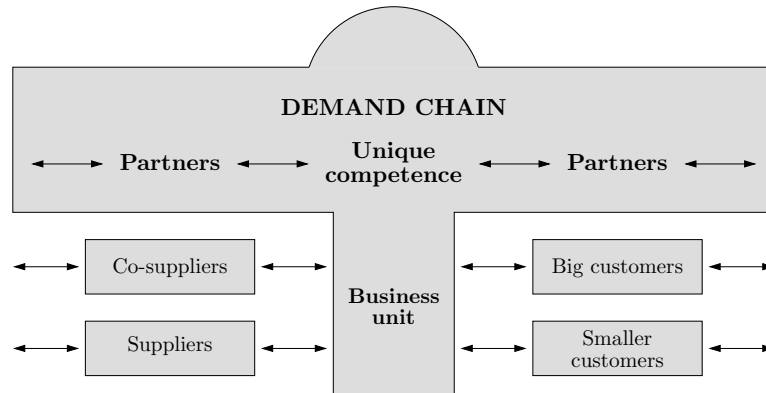 DEMAND CHAIN
Partners
Unique
competence
Partners
Co-suppliers
Big customers
Business
unit
Suppliers
Smaller
customers